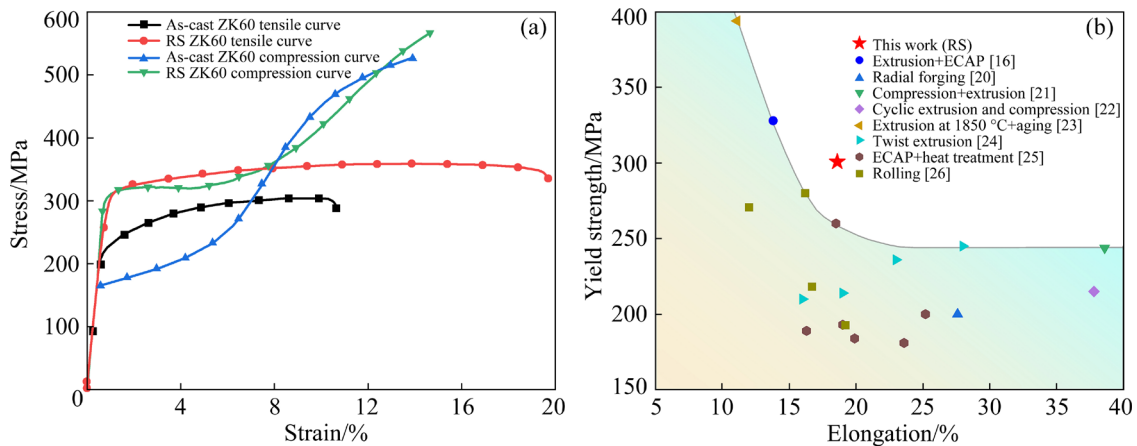 (a)
600
500
400
300
200
100
0
Stress/MPa
As-cast ZK60 tensile curve
RS ZK60 tensile curve
As-cast ZK60 compression curve
RS ZK60 compression curve
4
8
12
16
20
Strain/%
(b)
400
350
300
250
200
150
Yield strength/MPa
This work (RS)
Extrusion+ECAP [16]
Radial forging [20]
Compression+extrusion [21]
Cyclic extrusion and compression [22]
Extrusion at 1850 °C+aging [23]
Twist extrusion [24]
ECAP+heat treatment [25]
Rolling [26]
5
10
15
20
25
30
35
40
Elongation/%